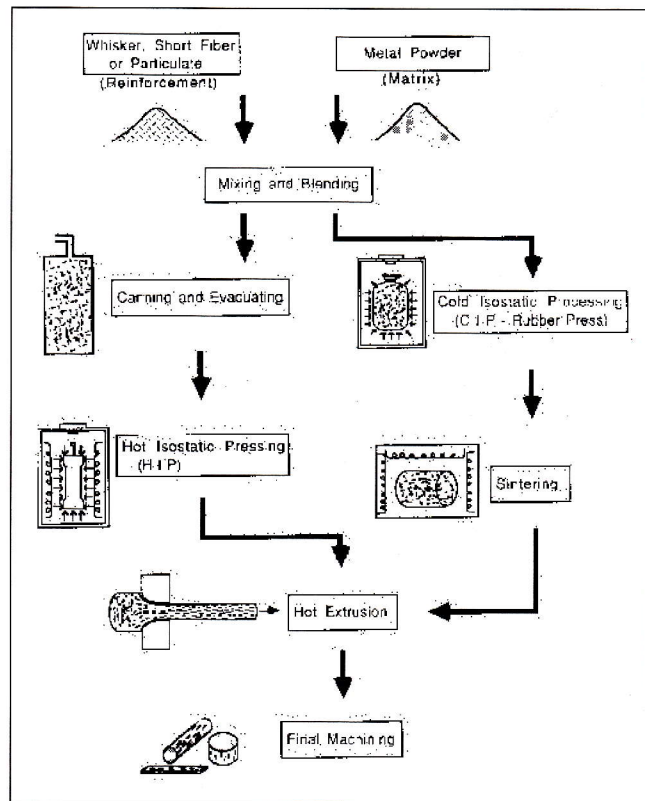 Whisker, Short Fiber
or Particulate
(Reinforcement)
Metal Powder
(Matrix)
Mixing and Blending
Canning and Evacuating
Cold Isostatic Processing
(C I P - Rubber Press)
Hot Isostatic Pressing
(H I P)
Sintering
Hot Extrusion
Final Machining